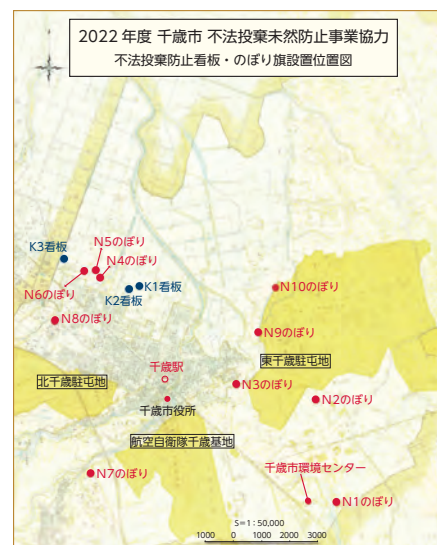 2022年度 千歳市 不法投棄未然防止事業協力
不法投棄防止看板・のぼり旗設置位置図
K3看板
N5のぼり
N4のぼり
N6のぼり
K1看板
K2看板
N10のぼり
N8のぼり
N9のぼり
千歳駅
東千歳駐屯地
北千歳駐屯地
N3のぼり
千歳市役所
N2のぼり
航空自衛隊千歳基地
千歳市環境センター
N7のぼり
N1のぼり
S=1:50,000
1000 0 1000 2000 3000